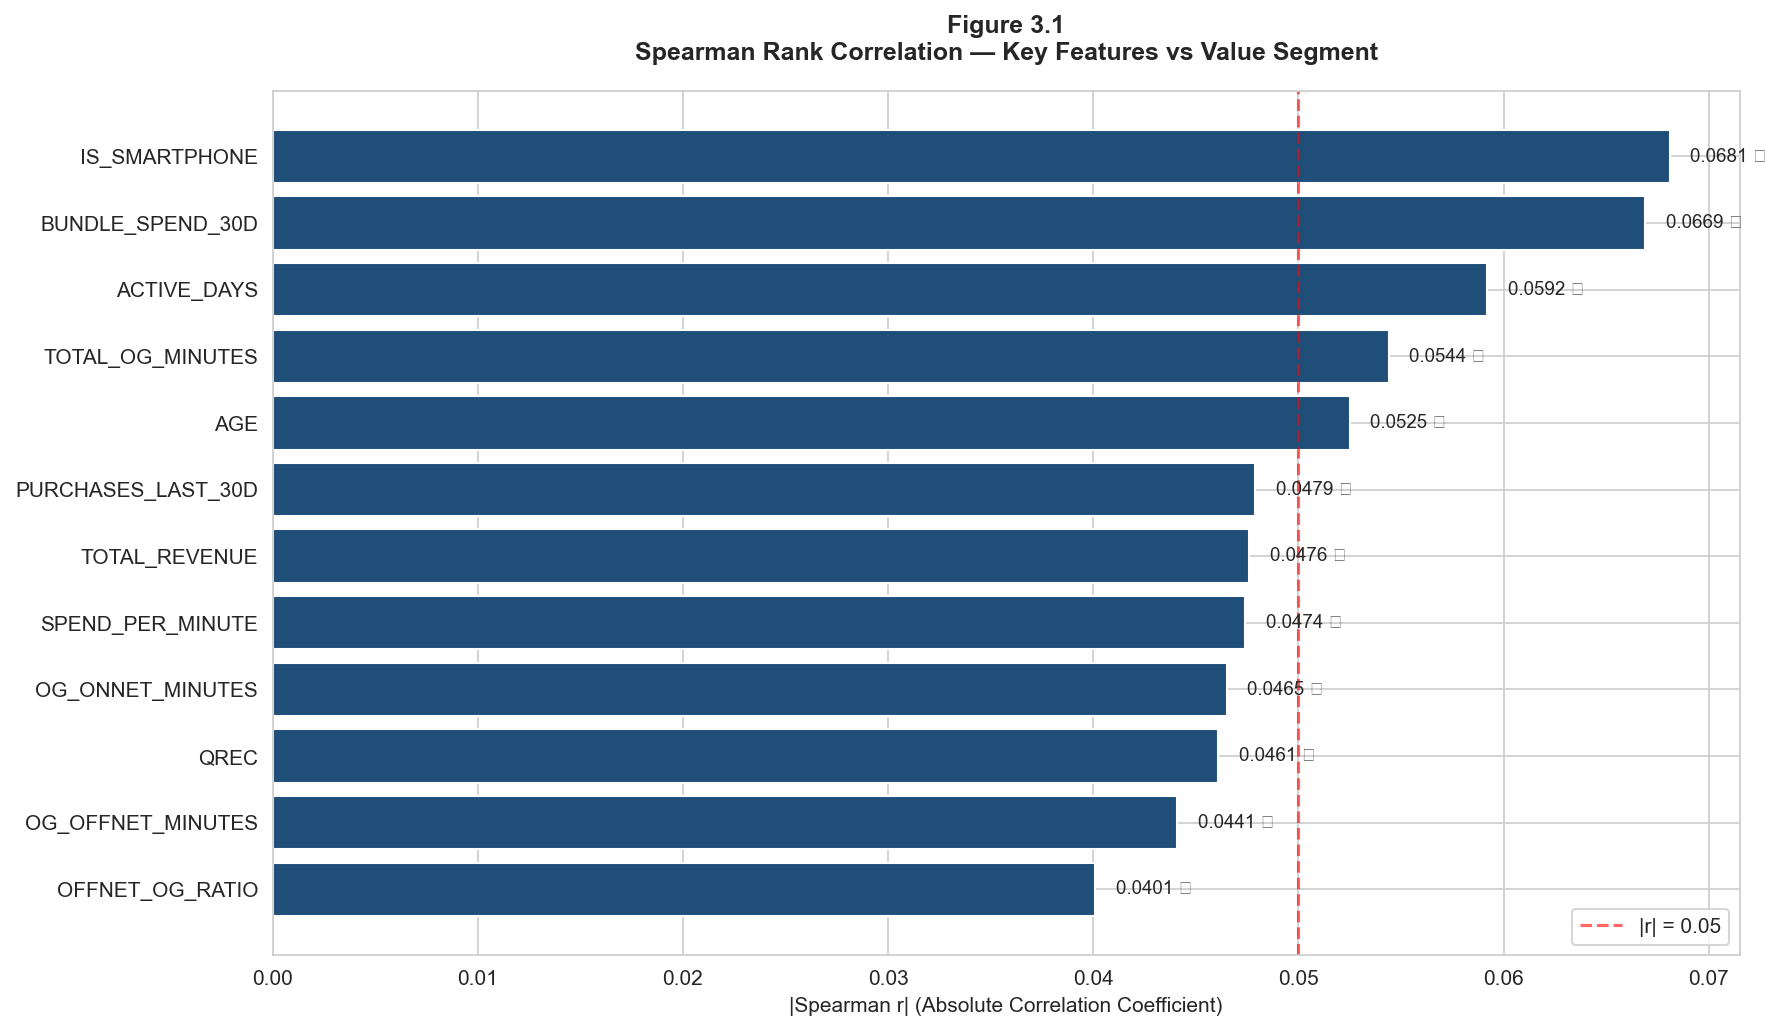 Figure 3.1
Spearman Rank Correlation — Key Features vs Value Segment
IS_SMARTPHONE 0.0681 ▯
BUNDLE_SPEND_30D 0.0669 ▯
ACTIVE_DAYS 0.0592 ▯
TOTAL_OG_MINUTES 0.0544 ▯
AGE 0.0525 ▯
PURCHASES_LAST_30D 0.0479 ▯
TOTAL_REVENUE 0.0476 ▯
SPEND_PER_MINUTE 0.0474 ▯
OG_ONNET_MINUTES 0.0465 ▯
QREC 0.0461 ▯
OG_OFFNET_MINUTES 0.0441 ▯
OFFNET_OG_RATIO 0.0401 ▯
|r| = 0.05
0.00 0.01 0.02 0.03 0.04 0.05 0.06 0.07
|Spearman r| (Absolute Correlation Coefficient)